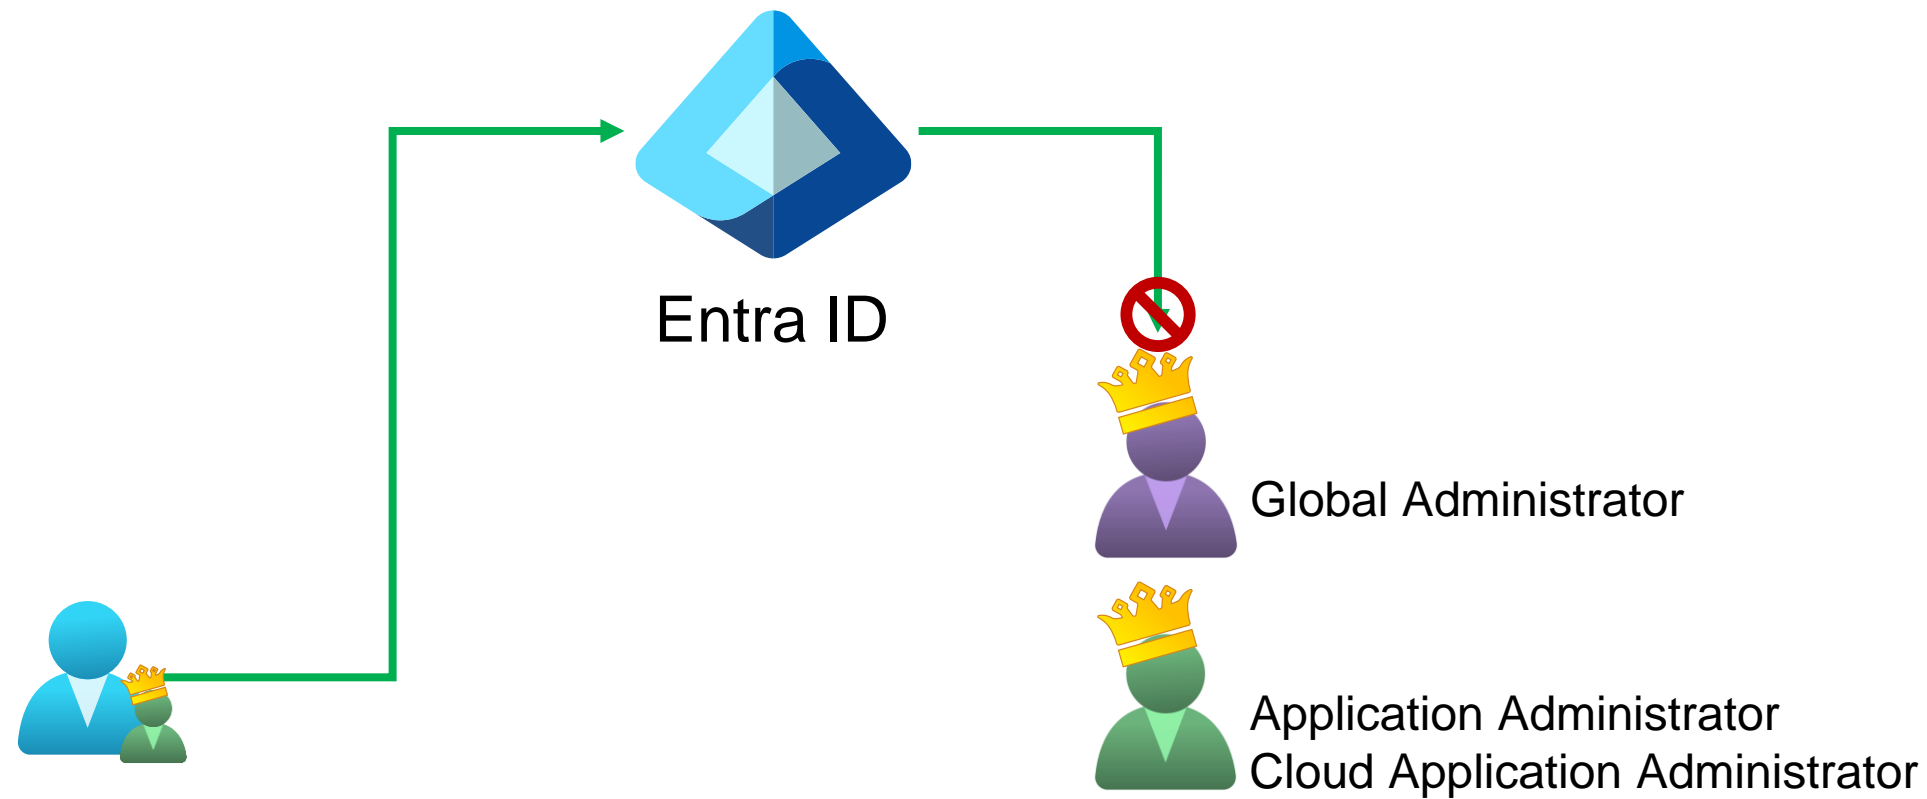 Entra ID
Global Administrator
Application Administrator
Cloud Application Administrator